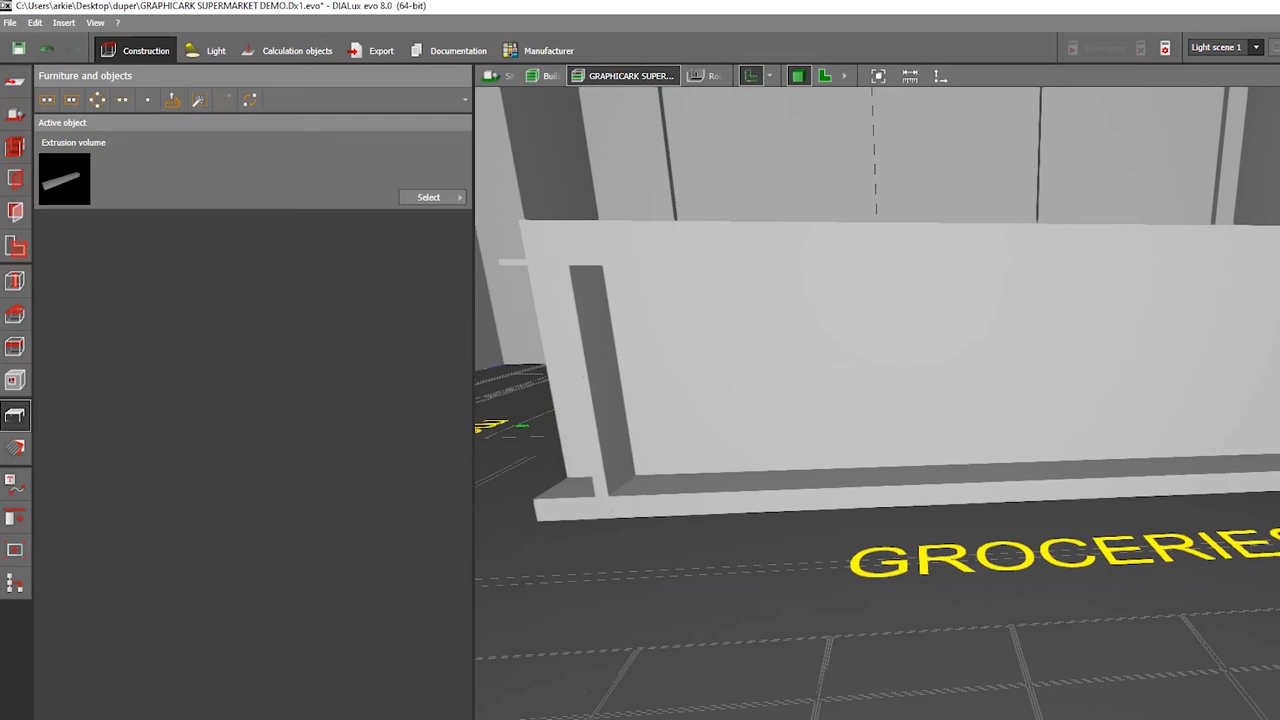 C:\Users\arkie\Desktop\duper\GRAPHICARK SUPERMARKET DEMO.Dx1.evo* - DIALux evo 8.0  (64-bit)
File Edit Insert View ?
Construction Light Calculation objects Export Documentation Manufacturer Light scene 1
Furniture and objects
Buil GRAPHICARK SUPER... Ro
Active object
Extrusion volume
Select
GROCERIES